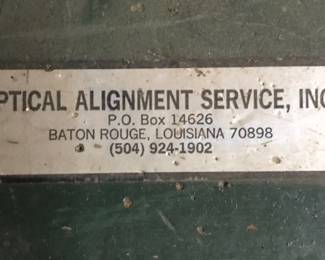 PTICAL ALIGNMENT SERVICE, INC
P.O. Box 14626
BATON ROUGE, LOUISIANA 70898
(504) 924-1902